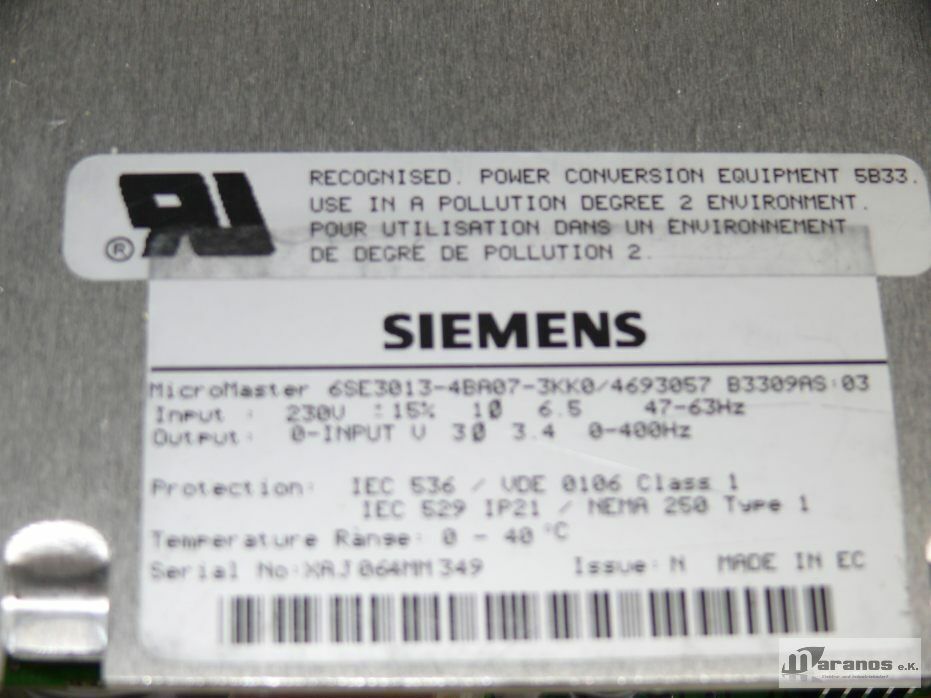 RECOGNISED. POWER CONVERSION EQUIPMENT 5B33.
USE IN A POLLUTION DEGREE 2 ENVIRONMENT.
POUR UTILISATION DANS UN ENVIRONNEMENT
DE DEGRE DE POLLUTION 2.
®
SIEMENS
MicroMaster 6SE3013-4BA07-3KK0/4693057 B3309AS:03
Input : 230V ±15% 1Ø 6.5 47-63Hz
Output: 0-INPUT V 3Ø 3.4 0-400Hz
Protection: IEC 536 / VDE 0106 Class 1
IEC 529 IP21 / NEMA 250 Type 1
Temperature Range: 0 - 40 °C
Serial No:XAJ064MM349 Issue: N MADE IN EC
maranos e.K.